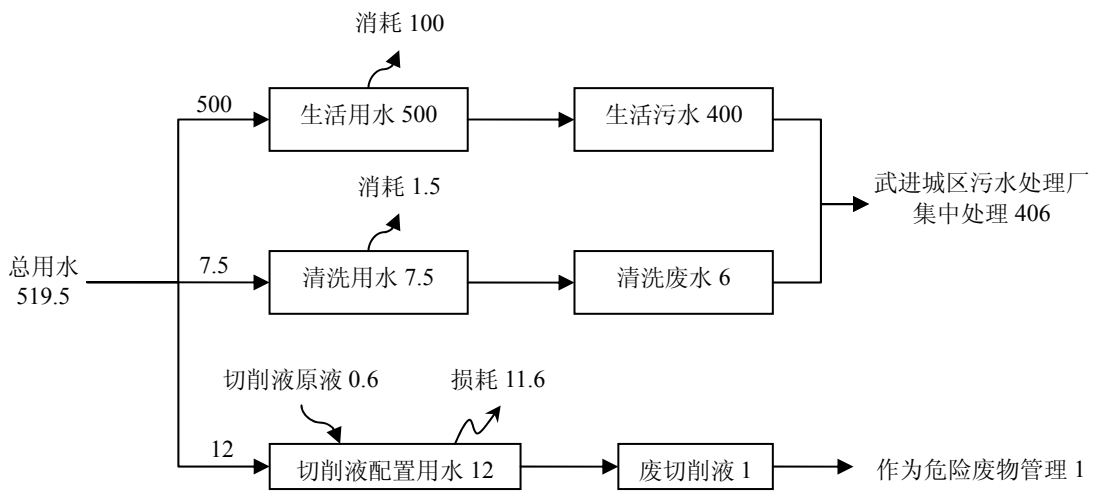 消耗 100
500
生活用水 500
生活污水 400
消耗 1.5
武进城区污水处理厂
集中处理 406
总用水
519.5
7.5
清洗用水 7.5
清洗废水 6
切削液原液 0.6
损耗 11.6
12
切削液配置用水 12
废切削液 1
作为危险废物管理 1